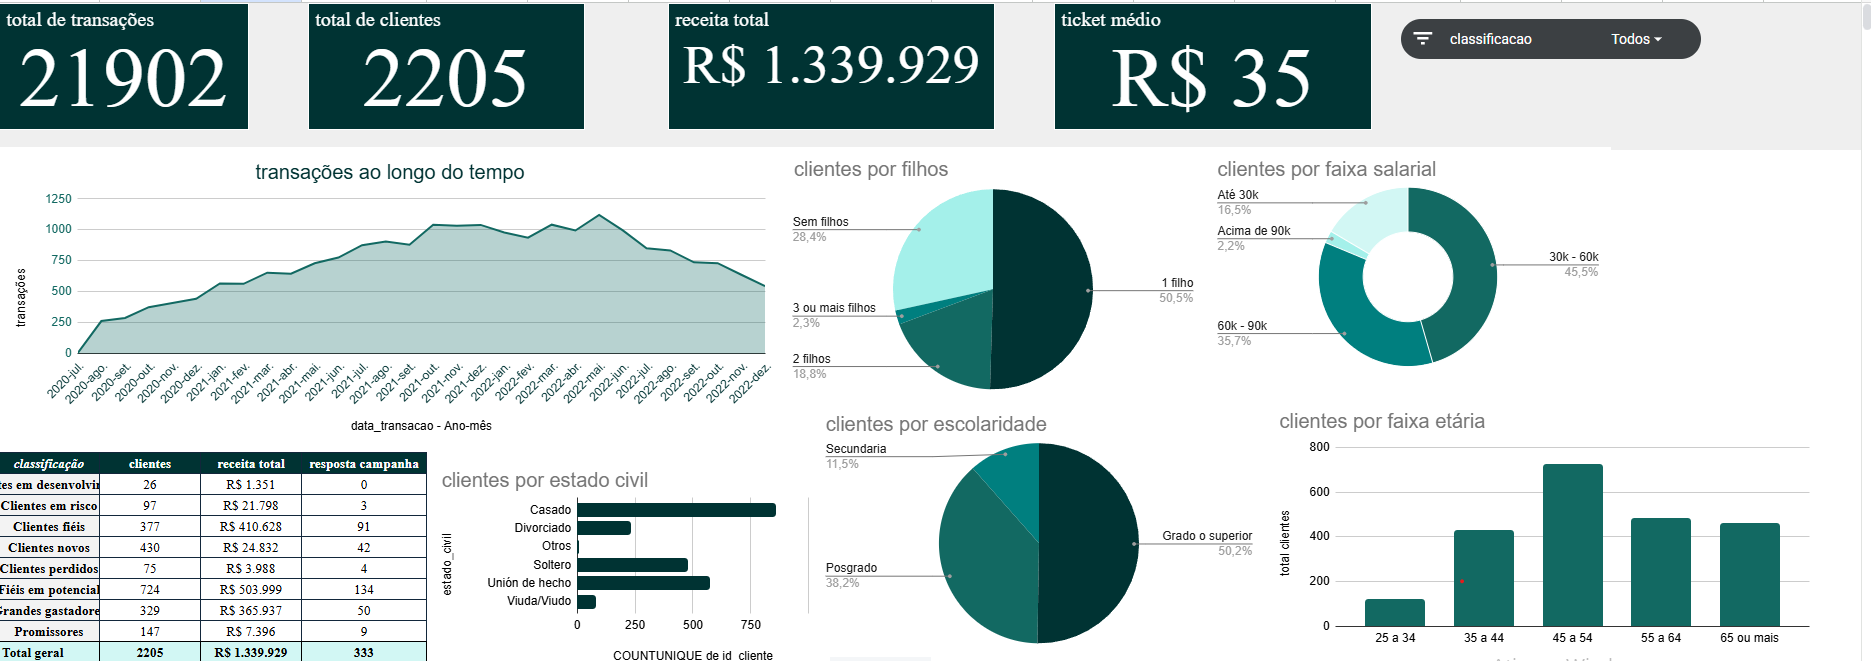 total de transações
21902
total de clientes
2205
receita total
R$ 1.339.929
ticket médio
R$ 35
classificacao Todos
transações ao longo do tempo
1250
1000
750
500
250
0
transações
2020-jul.
2020-ago.
2020-set.
2020-out.
2020-nov.
2020-dez.
2021-jan.
2021-fev.
2021-mar.
2021-abr.
2021-mai.
2021-jun.
2021-jul.
2021-ago.
2021-set.
2021-out.
2021-nov.
2021-dez.
2022-jan.
2022-fev.
2022-mar.
2022-abr.
2022-mai.
2022-jun.
2022-jul.
2022-ago.
2022-set.
2022-out.
2022-nov.
2022-dez.
data_transacao - Ano-mês
clientes por filhos
Sem filhos
28,4%
3 ou mais filhos
2,3%
2 filhos
18,8%
1 filho
50,5%
clientes por faixa salarial
Até 30k
16,5%
Acima de 90k
2,2%
60k - 90k
35,7%
30k - 60k
45,5%
classificação clientes receita total resposta campanha
tes em desenvolvir 26 R$ 1.351 0
Clientes em risco 97 R$ 21.798 3
Clientes fiéis 377 R$ 410.628 91
Clientes novos 430 R$ 24.832 42
Clientes perdidos 75 R$ 3.988 4
Fiéis em potencial 724 R$ 503.999 134
Grandes gastadore 329 R$ 365.937 50
Promissores 147 R$ 7.396 9
Total geral 2205 R$ 1.339.929 333
clientes por estado civil
estado_civil
Casado
Divorciado
Otros
Soltero
Unión de hecho
Viuda/Viudo
0 250 500 750
COUNTUNIQUE de id_cliente
clientes por escolaridade
Secundaria
11,5%
Posgrado
38,2%
Grado o superior
50,2%
clientes por faixa etária
800
600
400
200
0
total clientes
25 a 34 35 a 44 45 a 54 55 a 64 65 ou mais